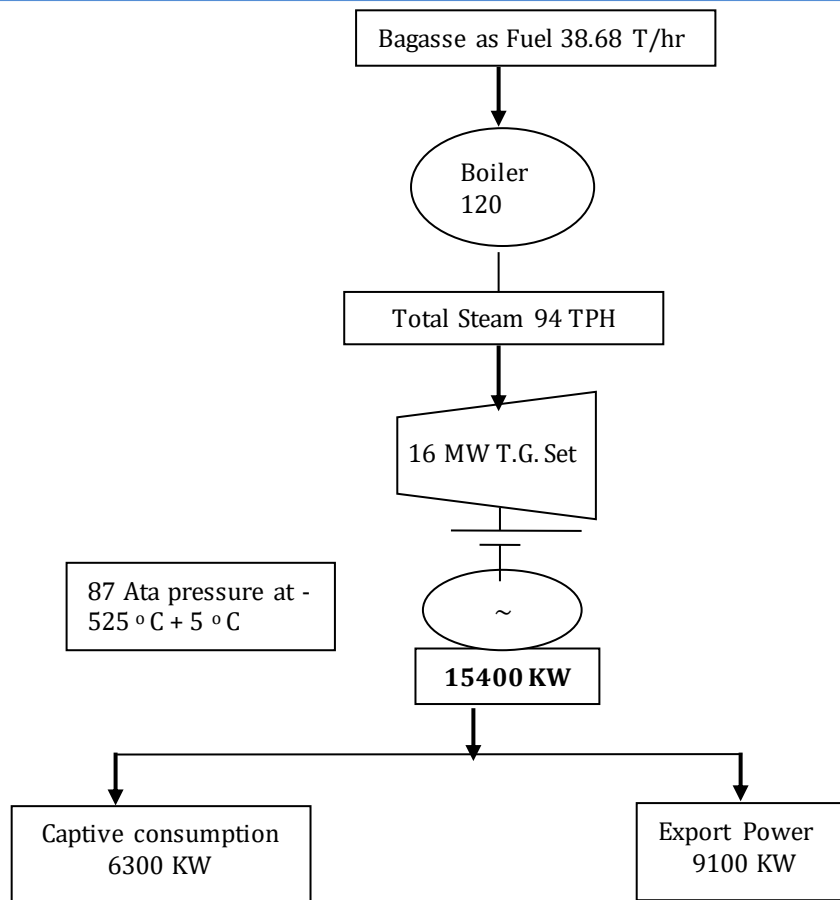 Bagasse as Fuel 38.68 T/hr
Boiler
120
Total Steam 94 TPH
16 MW T.G. Set
87 Ata pressure at -
525 º C + 5 º C
~
15400 KW
Captive consumption
6300 KW
Export Power
9100 KW